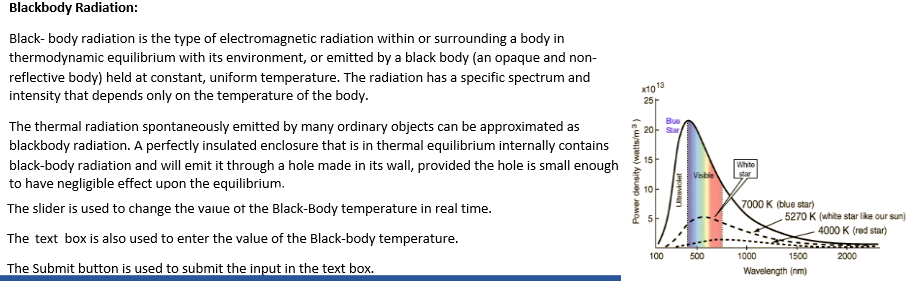 Blackbody Radiation:
Black- body radiation is the type of electromagnetic radiation within or surrounding a body in
thermodynamic equilibrium with its environment, or emitted by a black body (an opaque and non-
reflective body) held at constant, uniform temperature. The radiation has a specific spectrum and
intensity that depends only on the temperature of the body.
The thermal radiation spontaneously emitted by many ordinary objects can be approximated as
blackbody radiation. A perfectly insulated enclosure that is in thermal equilibrium internally contains
black-body radiation and will emit it through a hole made in its wall, provided the hole is small enough
to have negligible effect upon the equilibrium.
The slider is used to change the value of the Black-Body temperature in real time.
The text box is also used to enter the value of the Black-body temperature.
The Submit button is used to submit the input in the text box.
x10 13
25
20
15
10
5
Power density (watts/m³)
Blue
Star
Ultraviolet
Visible
White
star
7000 K (blue star)
5270 K (white star like our sun)
4000 K (red star)
100 500 1000 1500 2000
Wavelength (nm)